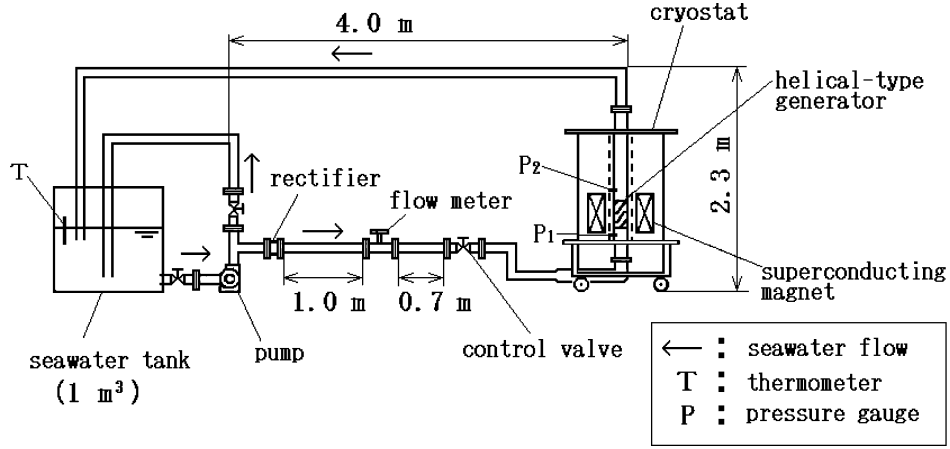 4.0 m
cryostat
helical-type
generator
T
rectifier
flow meter
P2
P1
2.3 m
1.0 m
0.7 m
superconducting
magnet
seawater tank
(1 m³)
pump
control valve
← : seawater flow
T : thermometer
P : pressure gauge